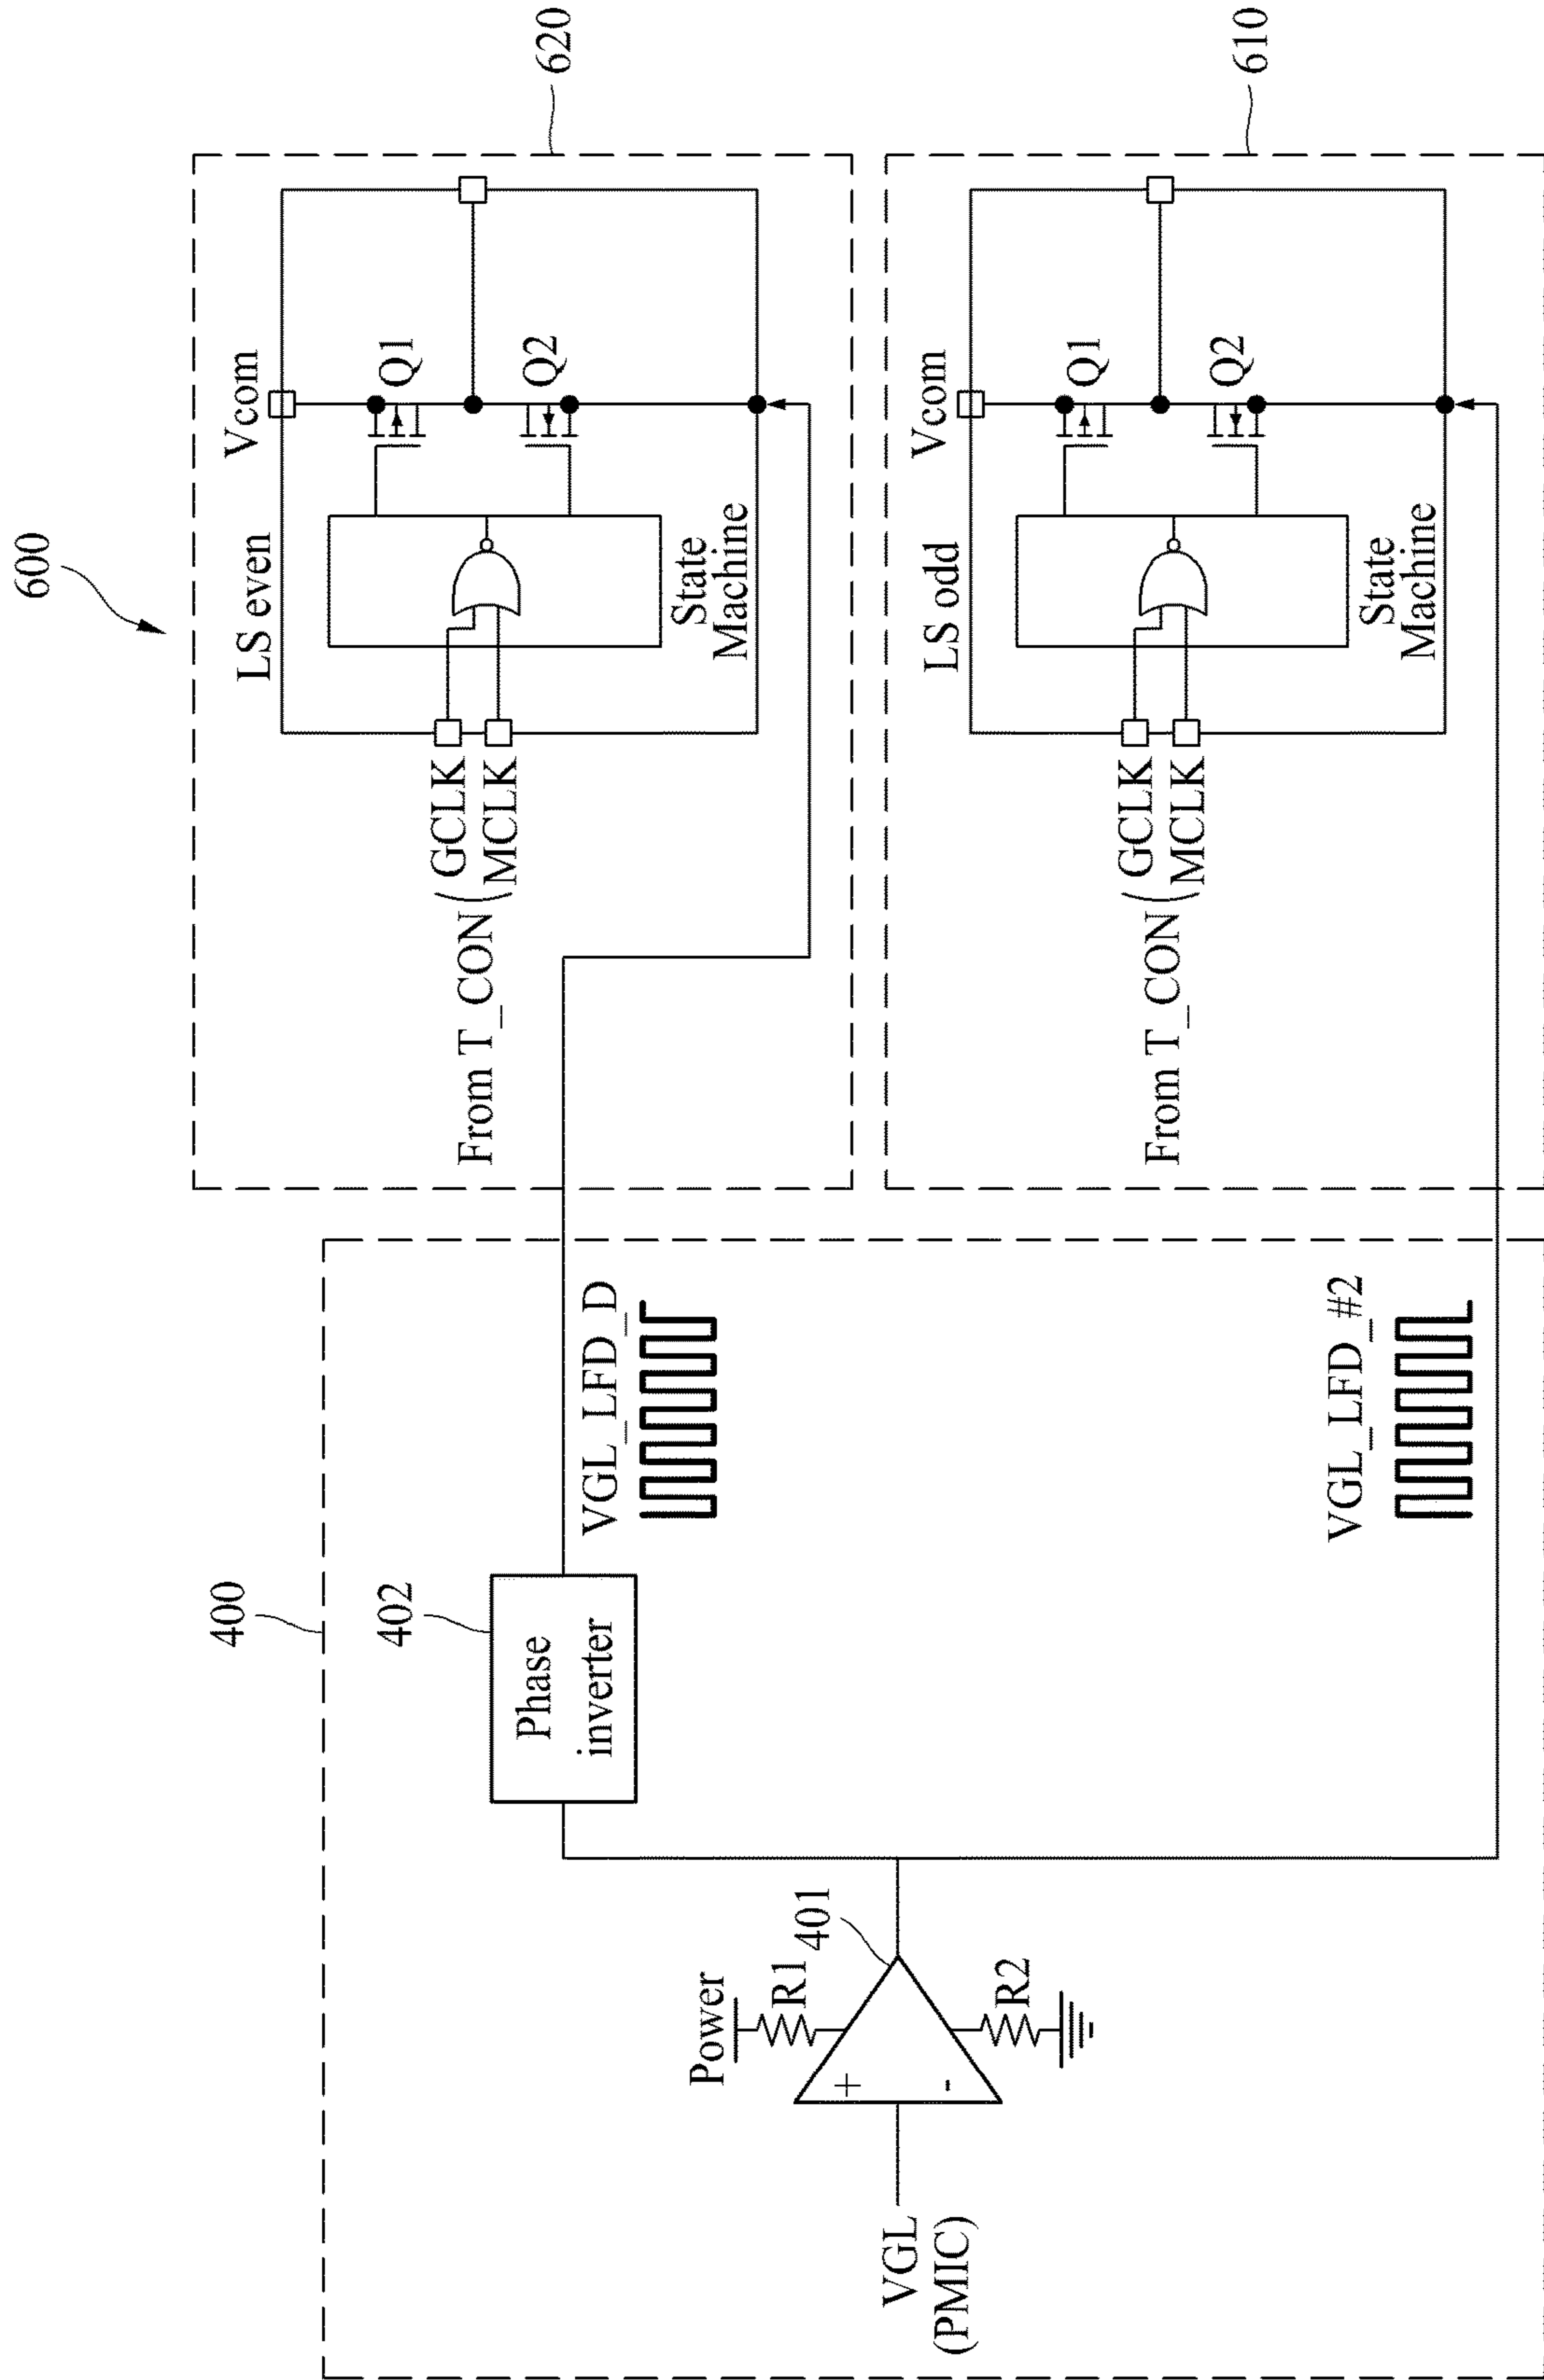 600
400
VGL
(PMIC)
Power
R1
401
R2
402
Phase
inverter
VGL_LFD_D
VGL_LFD_#2
620
LS even
Vcom
From T_CON
GCLK
MCLK
Q1
Q2
State
Machine
610
LS odd
Vcom
From T_CON
GCLK
MCLK
Q1
Q2
State
Machine
+
-